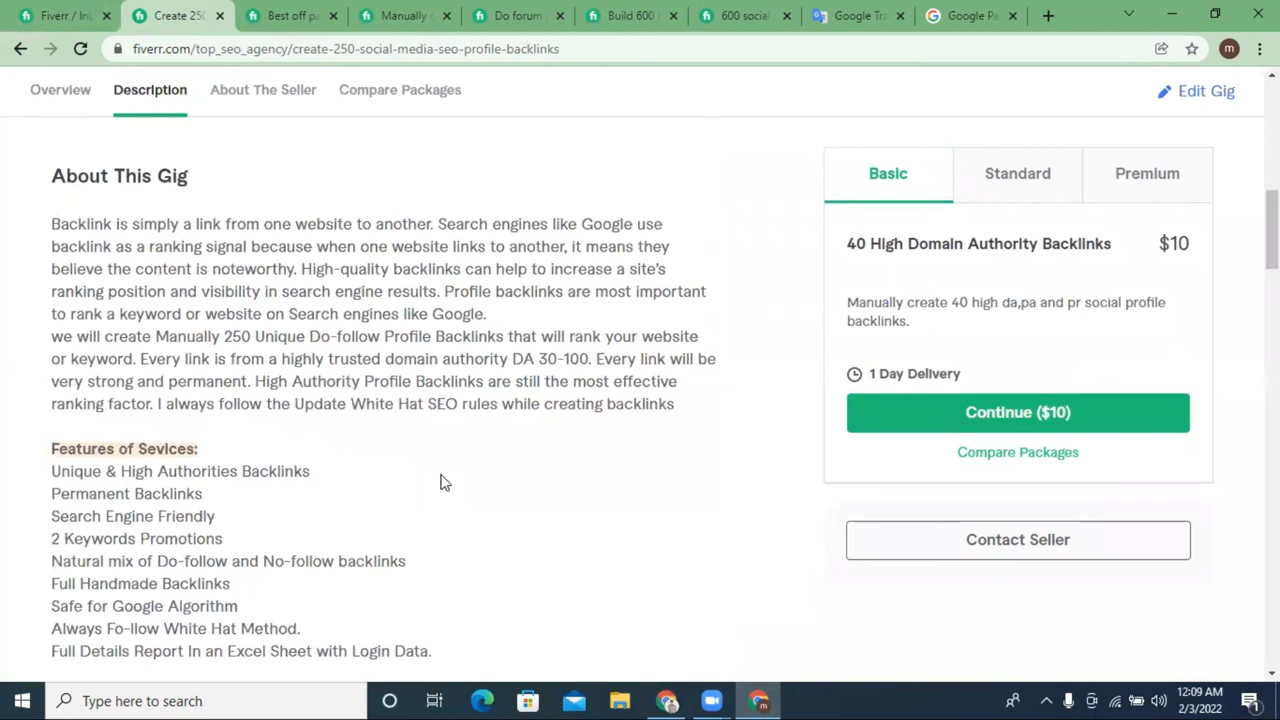 Fiverr / Inl
Create 250
Best off pa
Manually c
Do forum
Build 600
600 social
Google Tra
Google Pa
fiverr.com/top_seo_agency/create-250-social-media-seo-profile-backlinks
m
Overview
Description
About The Seller
Compare Packages
Edit Gig
About This Gig
Backlink is simply a link from one website to another. Search engines like Google use
backlink as a ranking signal because when one website links to another, it means they
believe the content is noteworthy. High-quality backlinks can help to increase a site's
ranking position and visibility in search engine results. Profile backlinks are most important
to rank a keyword or website on Search engines like Google.
we will create Manually 250 Unique Do-follow Profile Backlinks that will rank your website
or keyword. Every link is from a highly trusted domain authority DA 30-100. Every link will be
very strong and permanent. High Authority Profile Backlinks are still the most effective
ranking factor. I always follow the Update White Hat SEO rules while creating backlinks
Features of Sevices:
Unique & High Authorities Backlinks
Permanent Backlinks
Search Engine Friendly
2 Keywords Promotions
Natural mix of Do-follow and No-follow backlinks
Full Handmade Backlinks
Safe for Google Algorithm
Always Fo-llow White Hat Method.
Full Details Report In an Excel Sheet with Login Data.
Basic
Standard
Premium
40 High Domain Authority Backlinks
$10
Manually create 40 high da,pa and pr social profile
backlinks.
1 Day Delivery
Continue ($10)
Compare Packages
Contact Seller
Type here to search
12:09 AM
2/3/2022